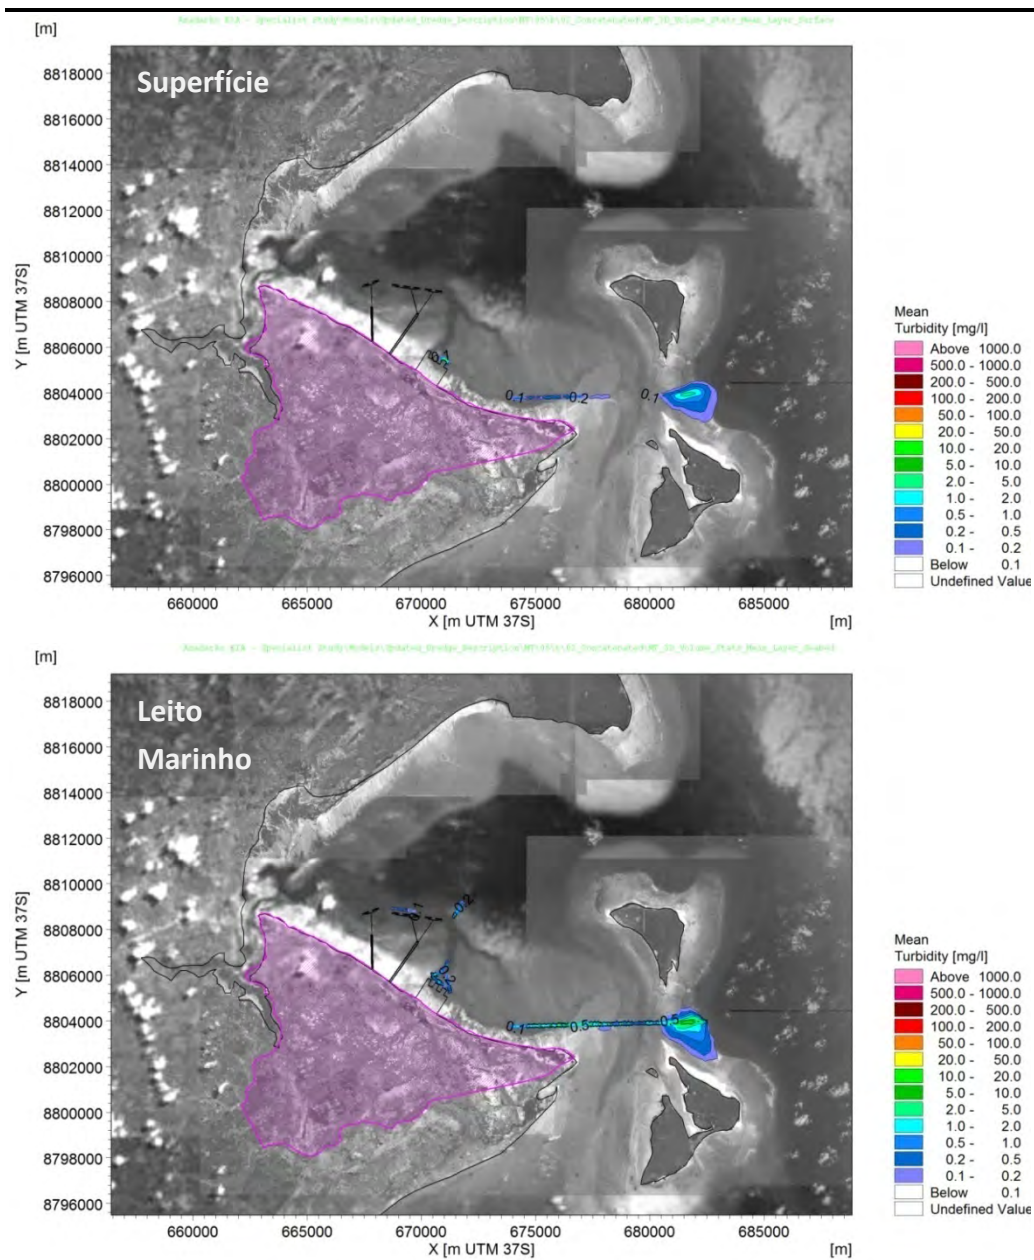 [m]
Superfície
8818000
8816000
8814000
8812000
8810000
8808000
8806000
8804000
8802000
8800000
8798000
8796000
Y [m UTM 37S]
0.1
0.2
0.1
660000 665000 670000 675000 680000 685000
X [m UTM 37S] [m]
Mean
Turbidity [mg/l]
Above 1000.0
500.0 - 1000.0
200.0 - 500.0
100.0 - 200.0
50.0 - 100.0
20.0 - 50.0
10.0 - 20.0
5.0 - 10.0
2.0 - 5.0
1.0 - 2.0
0.5 - 1.0
0.2 - 0.5
0.1 - 0.2
Below 0.1
Undefined Value
[m]
Leito
Marinho
8818000
8816000
8814000
8812000
8810000
8808000
8806000
8804000
8802000
8800000
8798000
8796000
Y [m UTM 37S]
0.2
0.2
0.1
0.5
0.5
660000 665000 670000 675000 680000 685000
X [m UTM 37S] [m]
Mean
Turbidity [mg/l]
Above 1000.0
500.0 - 1000.0
200.0 - 500.0
100.0 - 200.0
50.0 - 100.0
20.0 - 50.0
10.0 - 20.0
5.0 - 10.0
2.0 - 5.0
1.0 - 2.0
0.5 - 1.0
0.2 - 0.5
0.1 - 0.2
Below 0.1
Undefined Value